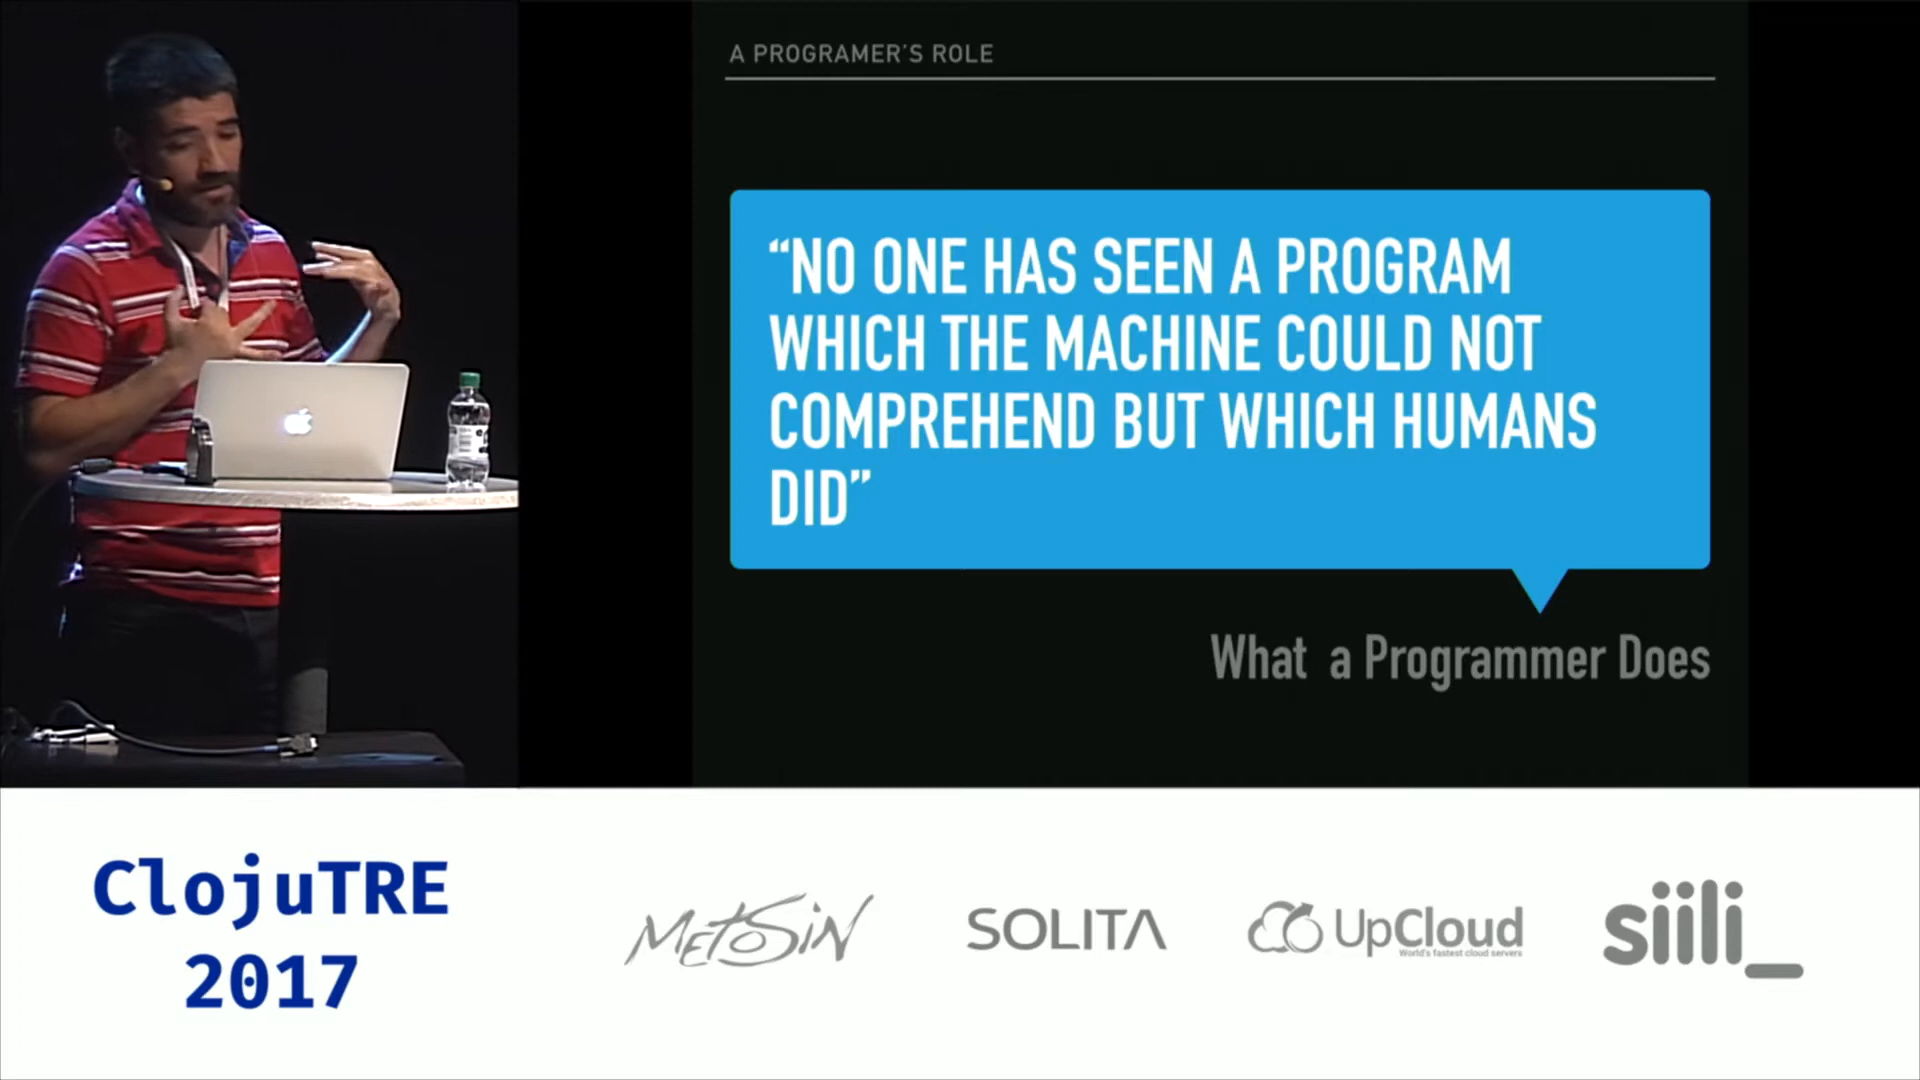 A PROGRAMER'S ROLE
“NO ONE HAS SEEN A PROGRAM
WHICH THE MACHINE COULD NOT
COMPREHEND BUT WHICH HUMANS
DID”
What a Programmer Does
ClojuTRE
2017
METOSIN
SOLITA
UpCloud
World's fastest cloud servers
siili_